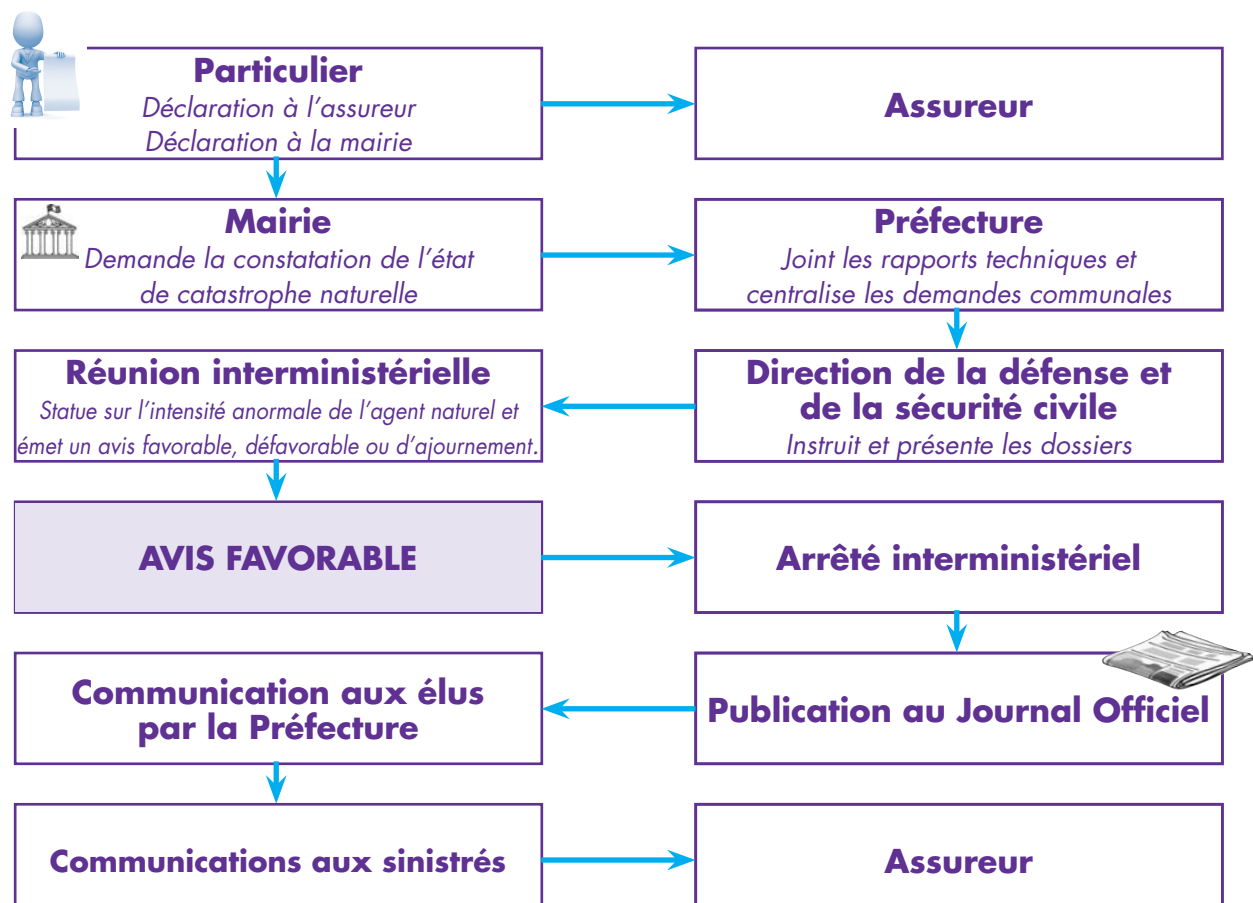 Particulier
Déclaration à l’assureur
Déclaration à la mairie
Assureur
Mairie
Demande la constatation de l’état
de catastrophe naturelle
Préfecture
Joint les rapports techniques et
centralise les demandes communales
Direction de la défense et
de la sécurité civile
Instruit et présente les dossiers
Réunion interministérielle
Statue sur l’intensité anormale de l’agent naturel et
émet un avis favorable, défavorable ou d’ajournement.
AVIS FAVORABLE
Arrêté interministériel
Publication au Journal Officiel
Communication aux élus
par la Préfecture
Communications aux sinistrés
Assureur